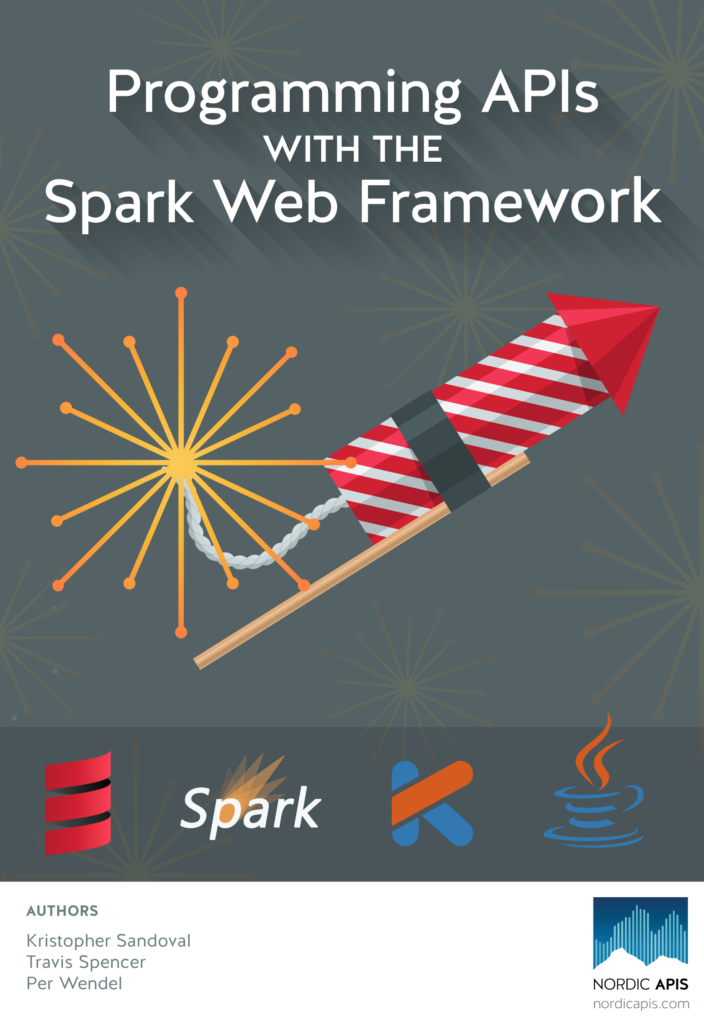 Programming APIs
WITH THE
Spark Web Framework
Spark
AUTHORS
Kristopher Sandoval
Travis Spencer
Per Wendel
NORDIC APIS
nordicapis.com